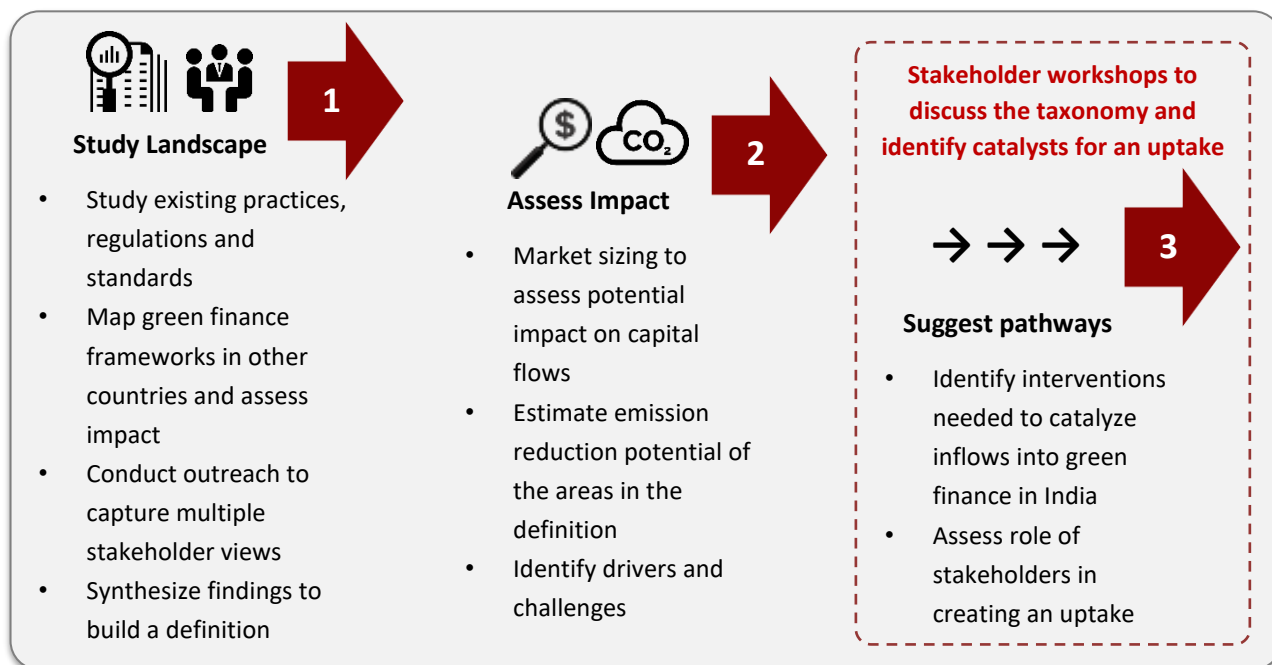 1
Study Landscape
• Study existing practices,
regulations and
standards
• Map green finance
frameworks in other
countries and assess
impact
• Conduct outreach to
capture multiple
stakeholder views
• Synthesize findings to
build a definition
$
CO₂
2
Assess Impact
• Market sizing to
assess potential
impact on capital
flows
• Estimate emission
reduction potential of
the areas in the
definition
• Identify drivers and
challenges
Stakeholder workshops to
discuss the taxonomy and
identify catalysts for an uptake
→ → →
3
Suggest pathways
• Identify interventions
needed to catalyze
inflows into green
finance in India
• Assess role of
stakeholders in
creating an uptake